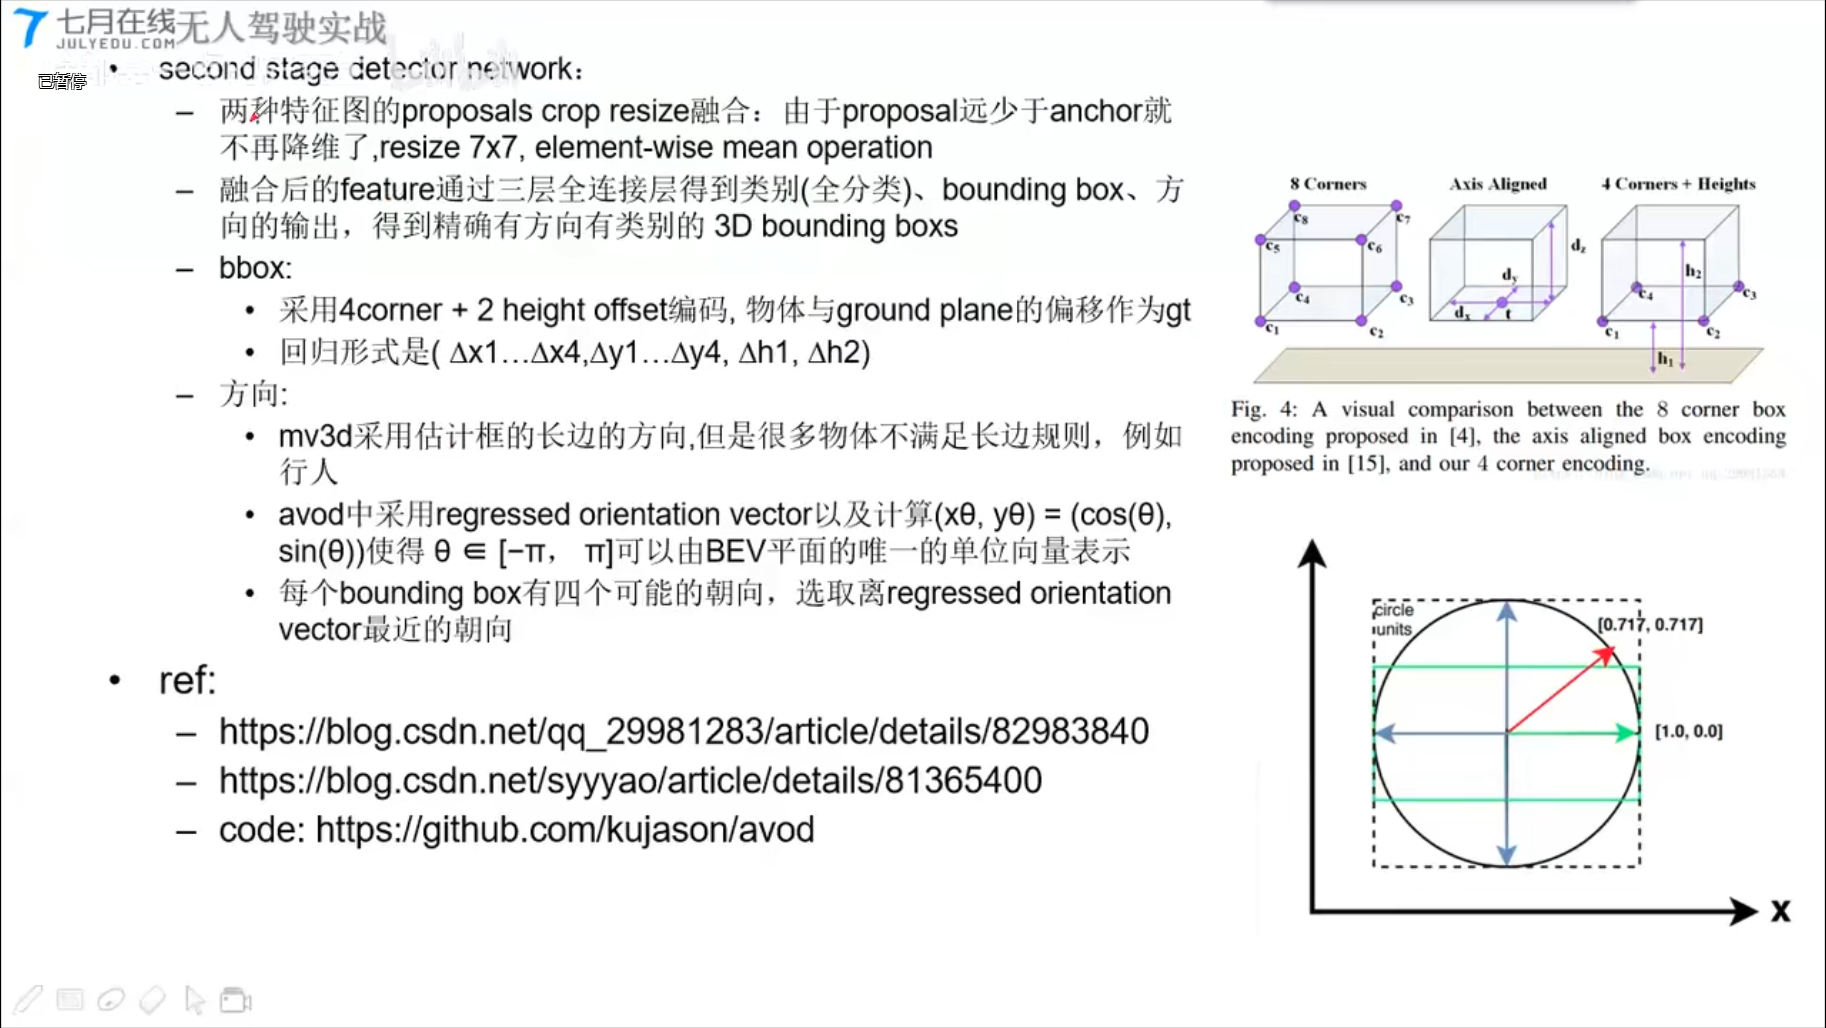 七月在线
JULYEDU.COM
无人驾驶实战
已暂停
• second stage detector network：
– 两种特征图的proposals crop resize融合：由于proposal远少于anchor就
不再降维了,resize 7x7, element-wise mean operation
– 融合后的feature通过三层全连接层得到类别(全分类)、bounding box、方
向的输出，得到精确有方向有类别的 3D bounding boxs
– bbox:
• 采用4corner + 2 height offset编码, 物体与ground plane的偏移作为gt
• 回归形式是( Δx1…Δx4,Δy1…Δy4, Δh1, Δh2)
– 方向:
• mv3d采用估计框的长边的方向,但是很多物体不满足长边规则，例如
行人
• avod中采用regressed orientation vector以及计算(xθ, yθ) = (cos(θ),
sin(θ))使得 θ ∈ [−π， π]可以由BEV平面的唯一的单位向量表示
• 每个bounding box有四个可能的朝向，选取离regressed orientation
vector最近的朝向
• ref:
– https://blog.csdn.net/qq_29981283/article/details/82983840
– https://blog.csdn.net/syyyao/article/details/81365400
– code: https://github.com/kujason/avod
8 Corners
c8
c7
c5
c6
c4
c3
c1
c2
Axis Aligned
dz
dy
dx
t
4 Corners + Heights
h2
c4
c3
c1
c2
h1
Fig. 4: A visual comparison between the 8 corner box
encoding proposed in [4], the axis aligned box encoding
proposed in [15], and our 4 corner encoding.
circle
units
[0.717, 0.717]
[1.0, 0.0]
X